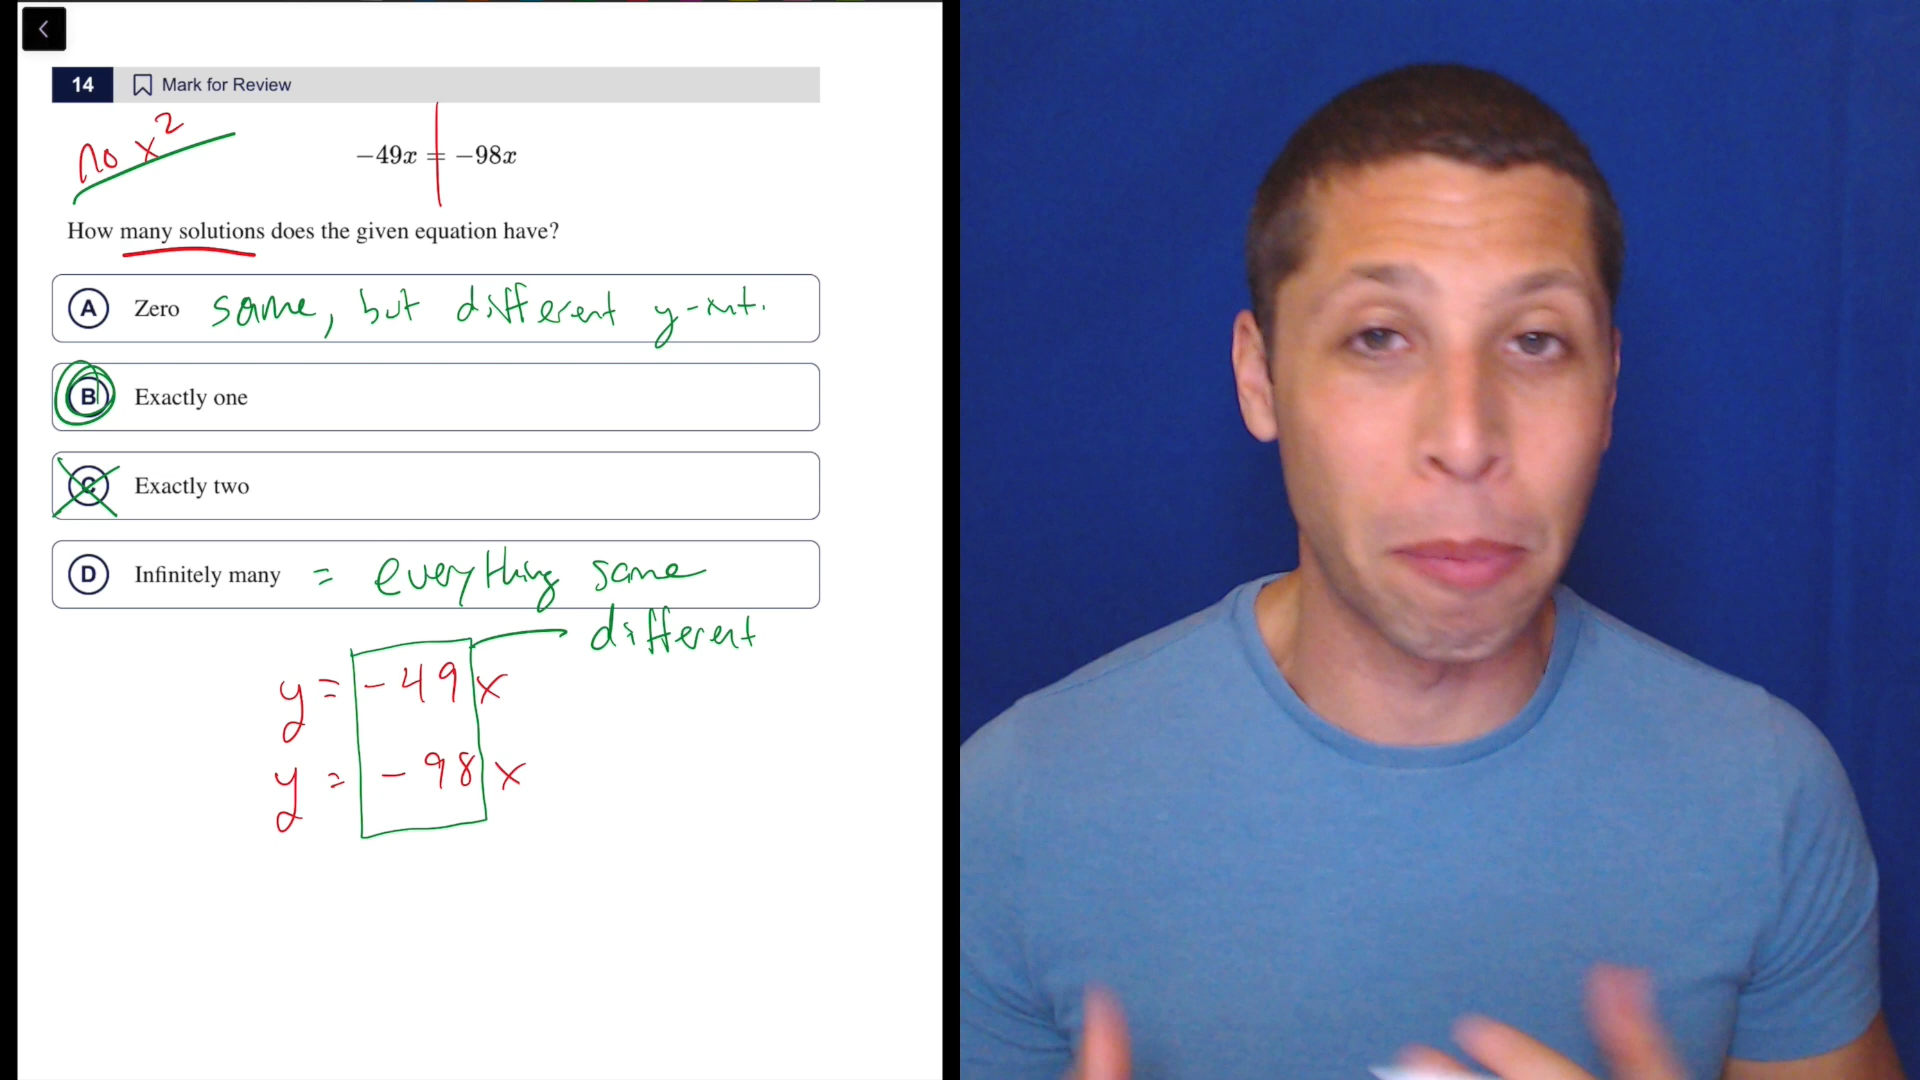 14 Mark for Review
no x²
−49x = −98x
How many solutions does the given equation have?
A Zero same, but different y-int.
B Exactly one
C Exactly two
D Infinitely many = everything same
different
y = -49x
y = -98x